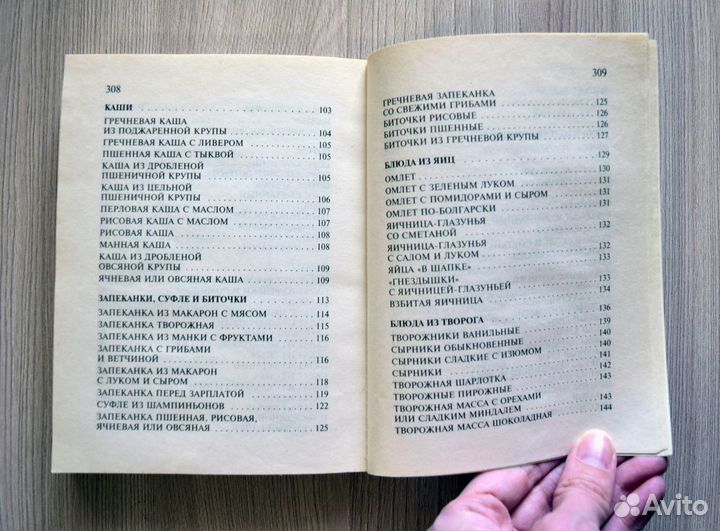 308
КАШИ 103
ГРЕЧНЕВАЯ КАША
ИЗ ПОДЖАРЕННОЙ КРУПЫ 104
ГРЕЧНЕВАЯ КАША С ЛИВЕРОМ 105
ПШЕННАЯ КАША С ТЫКВОЙ 105
КАША ИЗ ДРОБЛЕНОЙ
ПШЕНИЧНОЙ КРУПЫ 105
КАША ИЗ ЦЕЛЬНОЙ
ПШЕНИЧНОЙ КРУПЫ 106
ПЕРЛОВАЯ КАША С МАСЛОМ 107
РИСОВАЯ КАША С МАСЛОМ 107
РИСОВАЯ КАША 108
МАННАЯ КАША 108
КАША ИЗ ДРОБЛЕНОЙ
ОВСЯНОЙ КРУПЫ 109
ЯЧНЕВАЯ ИЛИ ОВСЯНАЯ КАША 109
ЗАПЕКАНКИ, СУФЛЕ И БИТОЧКИ 113
ЗАПЕКАНКА ИЗ МАКАРОН С МЯСОМ 114
ЗАПЕКАНКА ТВОРОЖНАЯ 115
ЗАПЕКАНКА ИЗ МАНКИ С ФРУКТАМИ 116
ЗАПЕКАНКА С ГРИБАМИ
И ВЕТЧИНОЙ 116
ЗАПЕКАНКА ИЗ МАКАРОН
С ЛУКОМ И СЫРОМ 118
ЗАПЕКАНКА ПЕРЕД ЗАРПЛАТОЙ 119
СУФЛЕ ИЗ ШАМПИНЬОНОВ 122
ЗАПЕКАНКА ПШЕННАЯ, РИСОВАЯ,
ЯЧНЕВАЯ ИЛИ ОВСЯНАЯ 125
309
ГРЕЧНЕВАЯ ЗАПЕКАНКА
СО СВЕЖИМИ ГРИБАМИ 125
БИТОЧКИ РИСОВЫЕ 126
БИТОЧКИ ПШЕННЫЕ 126
БИТОЧКИ ИЗ ГРЕЧНЕВОЙ КРУПЫ 127
БЛЮДА ИЗ ЯИЦ 129
ОМЛЕТ 130
ОМЛЕТ С ЗЕЛЕНЫМ ЛУКОМ 131
ОМЛЕТ С ПОМИДОРАМИ И СЫРОМ 131
ОМЛЕТ ПО-БОЛГАРСКИ 131
ЯИЧНИЦА-ГЛАЗУНЬЯ
СО СМЕТАНОЙ 132
ЯИЧНИЦА-ГЛАЗУНЬЯ
С САЛОМ И ЛУКОМ 132
ЯЙЦА "В ШАПКЕ" 133
"ГНЕЗДЫШКИ"
С ЯИЧНИЦЕЙ-ГЛАЗУНЬЕЙ 133
ВЗБИТАЯ ЯИЧНИЦА 134
БЛЮДА ИЗ ТВОРОГА 136
ТВОРОЖНИКИ ВАНИЛЬНЫЕ 139
СЫРНИКИ ОБЫКНОВЕННЫЕ 140
СЫРНИКИ СЛАДКИЕ С ИЗЮМОМ 140
СЫРНИКИ 141
ТВОРОЖНАЯ ШАРЛОТКА 142
ТВОРОЖНЫЕ ПИРОЖНЫЕ 143
ТВОРОЖНАЯ МАССА С ОРЕХАМИ
ИЛИ СЛАДКИМ МИНДАЛЕМ 143
ТВОРОЖНАЯ МАССА ШОКОЛАДНАЯ 144
Avito